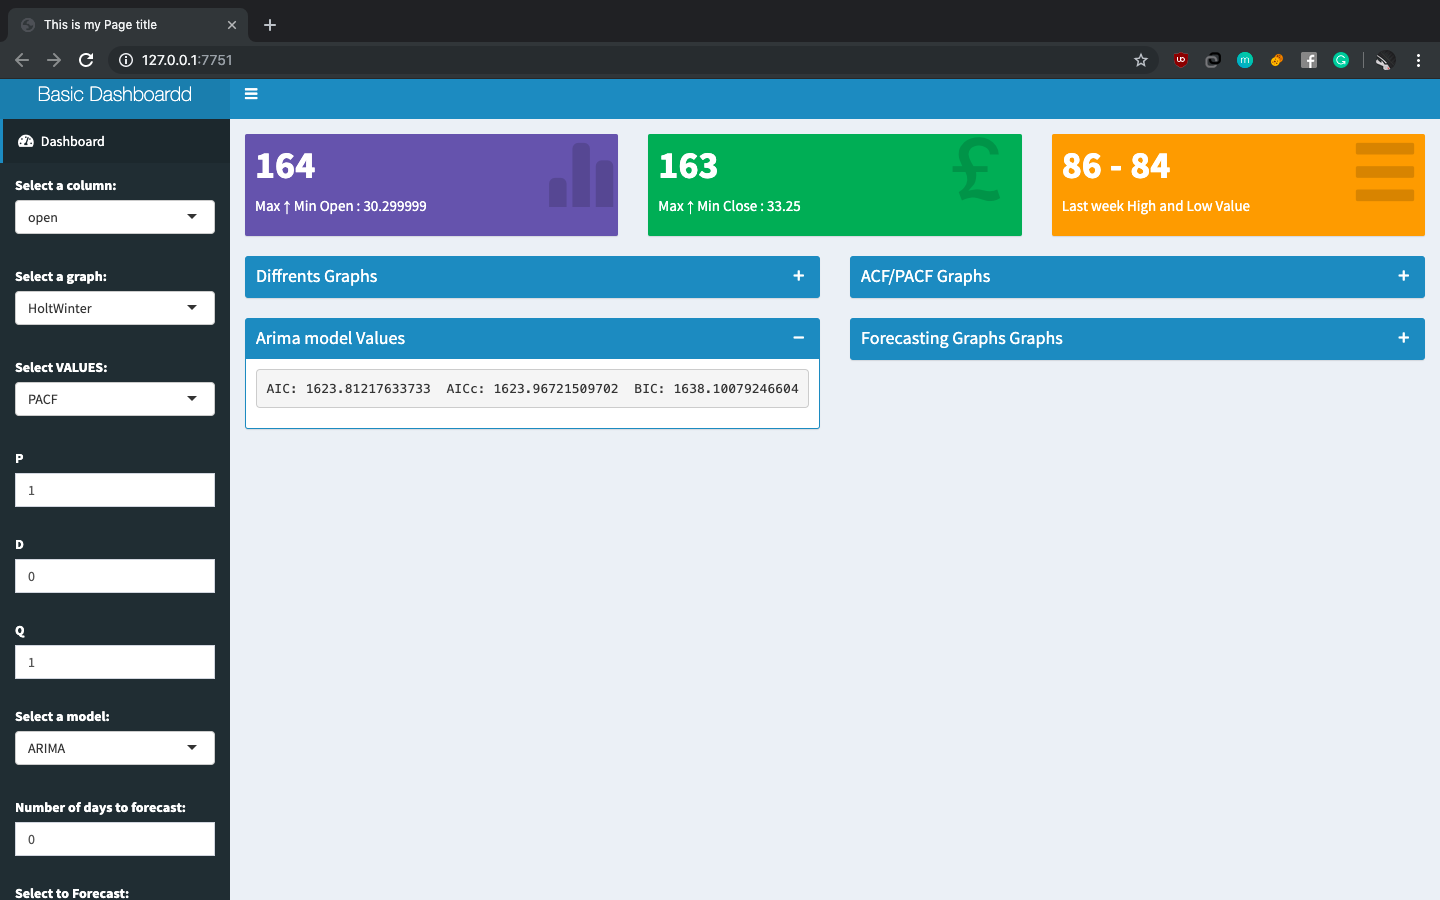 This is my Page title
127.0.0.1:7751
Basic Dashboardd
Dashboard
Select a column:
open
Select a graph:
HoltWinter
Select VALUES:
PACF
P
1
D
0
Q
1
Select a model:
ARIMA
Number of days to forecast:
0
Select to Forecast:
164
Max ↑ Min Open : 30.299999
163
Max ↑ Min Close : 33.25
86 - 84
Last week High and Low Value
Diffrents Graphs
ACF/PACF Graphs
Arima model Values
Forecasting Graphs Graphs
AIC: 1623.81217633733  AICc: 1623.96721509702  BIC: 1638.10079246604